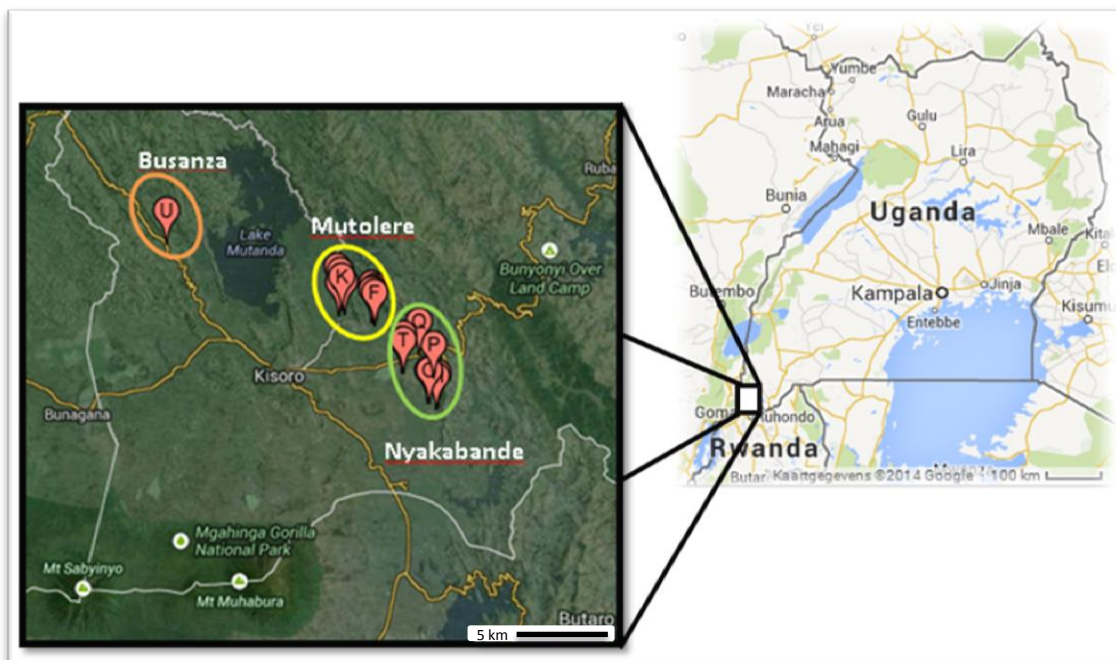 Busanza
U
Lake
Mutanda
Mutolere
K
F
Ruba
Bunyonyi Over
Land Camp
T
P
Kisoro
Bunagana
Nyakabande
Mgahinga Gorilla
National Park
Mt Sabyinyo
Mt Muhabura
Butaro
5 km
Yumbe
Maracha
Arua
Gulu
Mahagi
Lira
Bunia
Uganda
Mbale
Kita
Butembo
Kampala
Jinja
Entebbe
Kisumu
Goma
Ruhondo
Rwanda
Butar
Kaartgegevens ©2014 Google
100 km